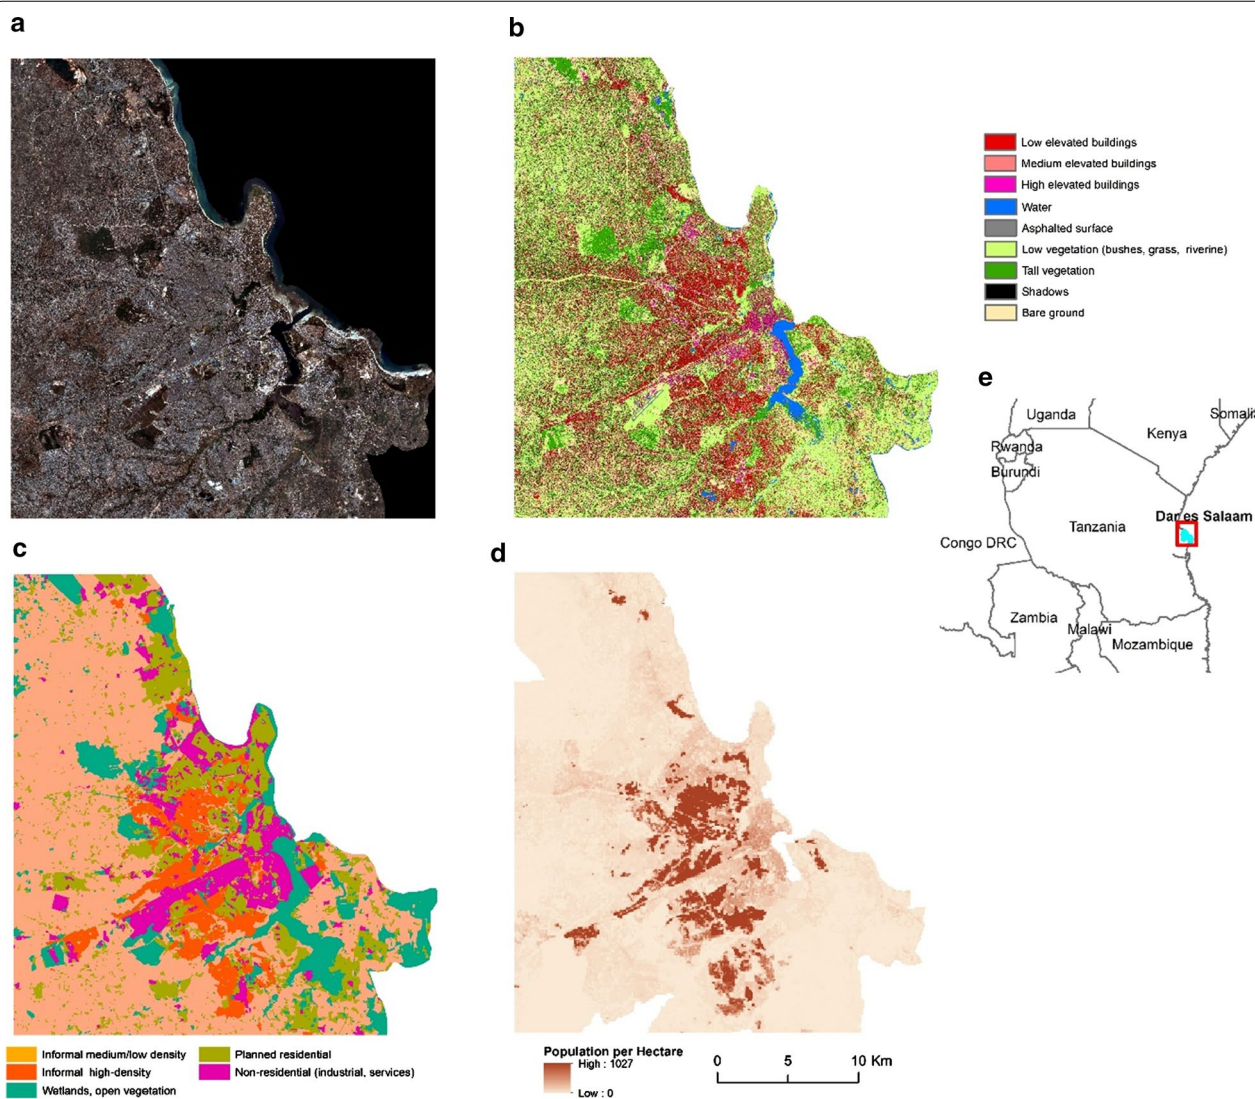 a
b
Low elevated buildings
Medium elevated buildings
High elevated buildings
Water
Asphalted surface
Low vegetation (bushes, grass, riverine)
Tall vegetation
Shadows
Bare ground
e
Uganda
Somali
Kenya
Rwanda
Burundi
Dar es Salaam
Tanzania
Congo DRC
Zambia
Malawi
Mozambique
c
d
Informal medium/low density
Informal high-density
Wetlands, open vegetation
Planned residential
Non-residential (industrial, services)
Population per Hectare
High : 1027
Low : 0
0 5 10 Km